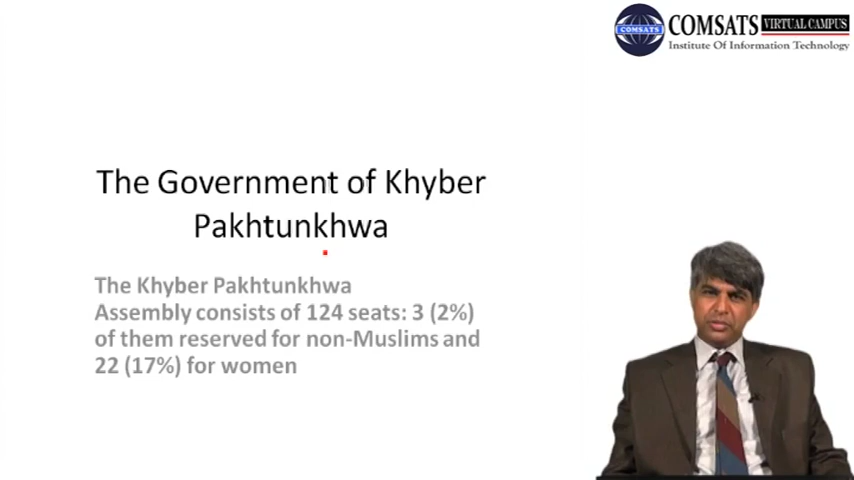 COMSATS VIRTUAL CAMPUS
COMSATS
Institute Of Information Technology
The Government of Khyber
Pakhtunkhwa
The Khyber Pakhtunkhwa
Assembly consists of 124 seats: 3 (2%)
of them reserved for non-Muslims and
22 (17%) for women